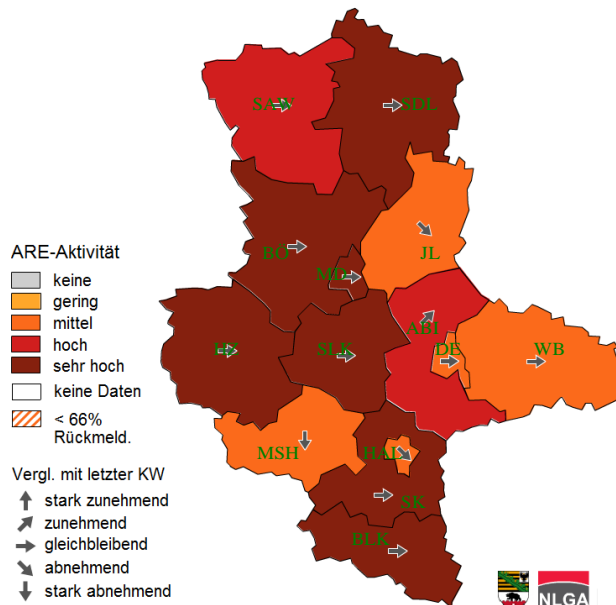 SAW
SDL
BÖ
JL
MD
ABI
HZ
SLK
DE
WB
MSH
HAL
SK
BLK
ARE-Aktivität
keine
gering
mittel
hoch
sehr hoch
keine Daten
< 66%
Rückmeld.
Vergl. mit letzter KW
stark zunehmend
zunehmend
gleichbleibend
abnehmend
stark abnehmend
NLGA